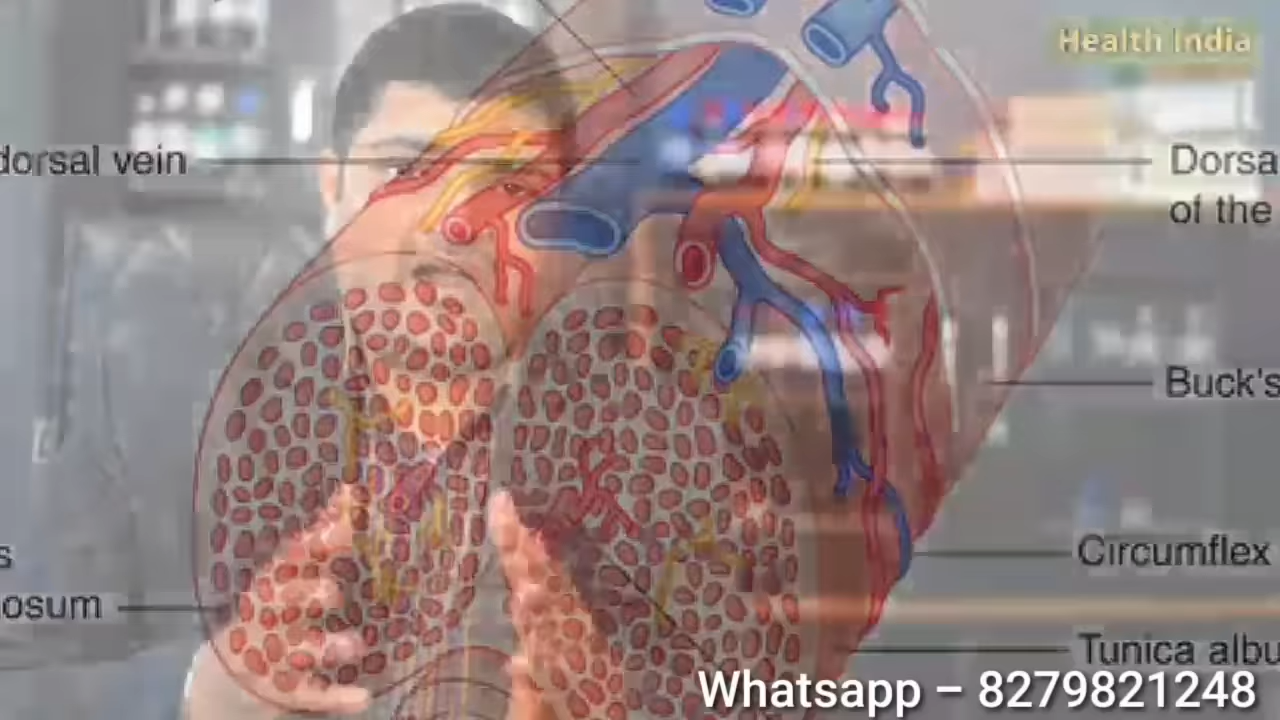 Health India
dorsal vein
Dorsa
of the
Buck's
s
Circumflex
osum
Tunica albu
Whatsapp – 8279821248